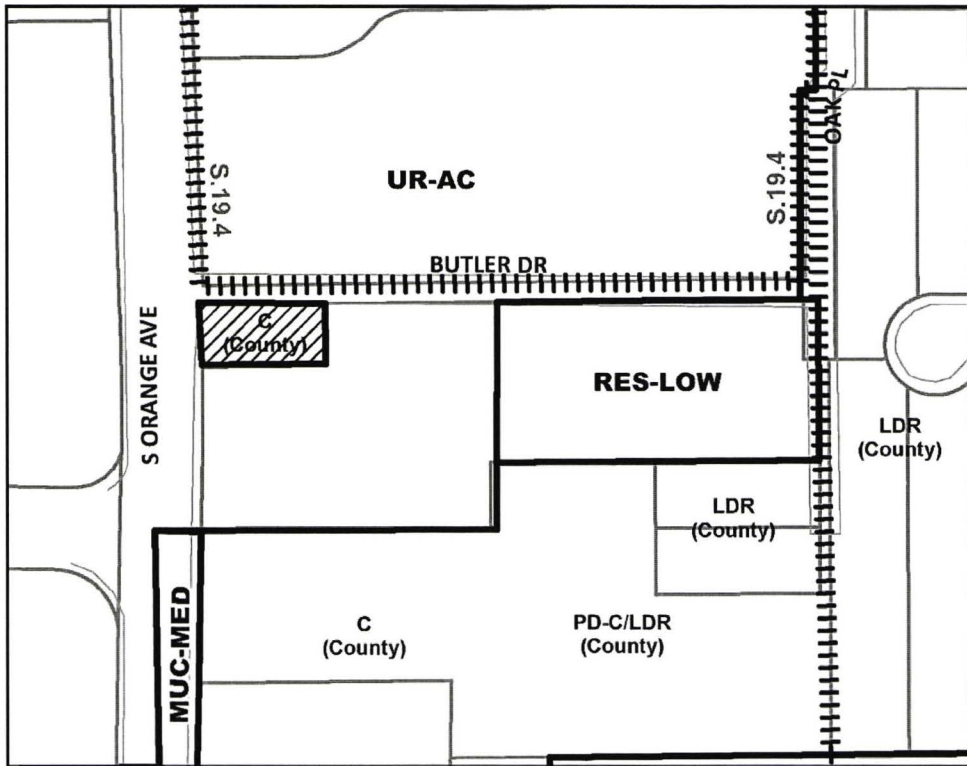 OAK PL
S.19.4
S.19.4
UR-AC
BUTLER DR
S ORANGE AVE
C
(County)
RES-LOW
LDR
(County)
LDR
(County)
MUC-MED
C
(County)
PD-C/LDR
(County)